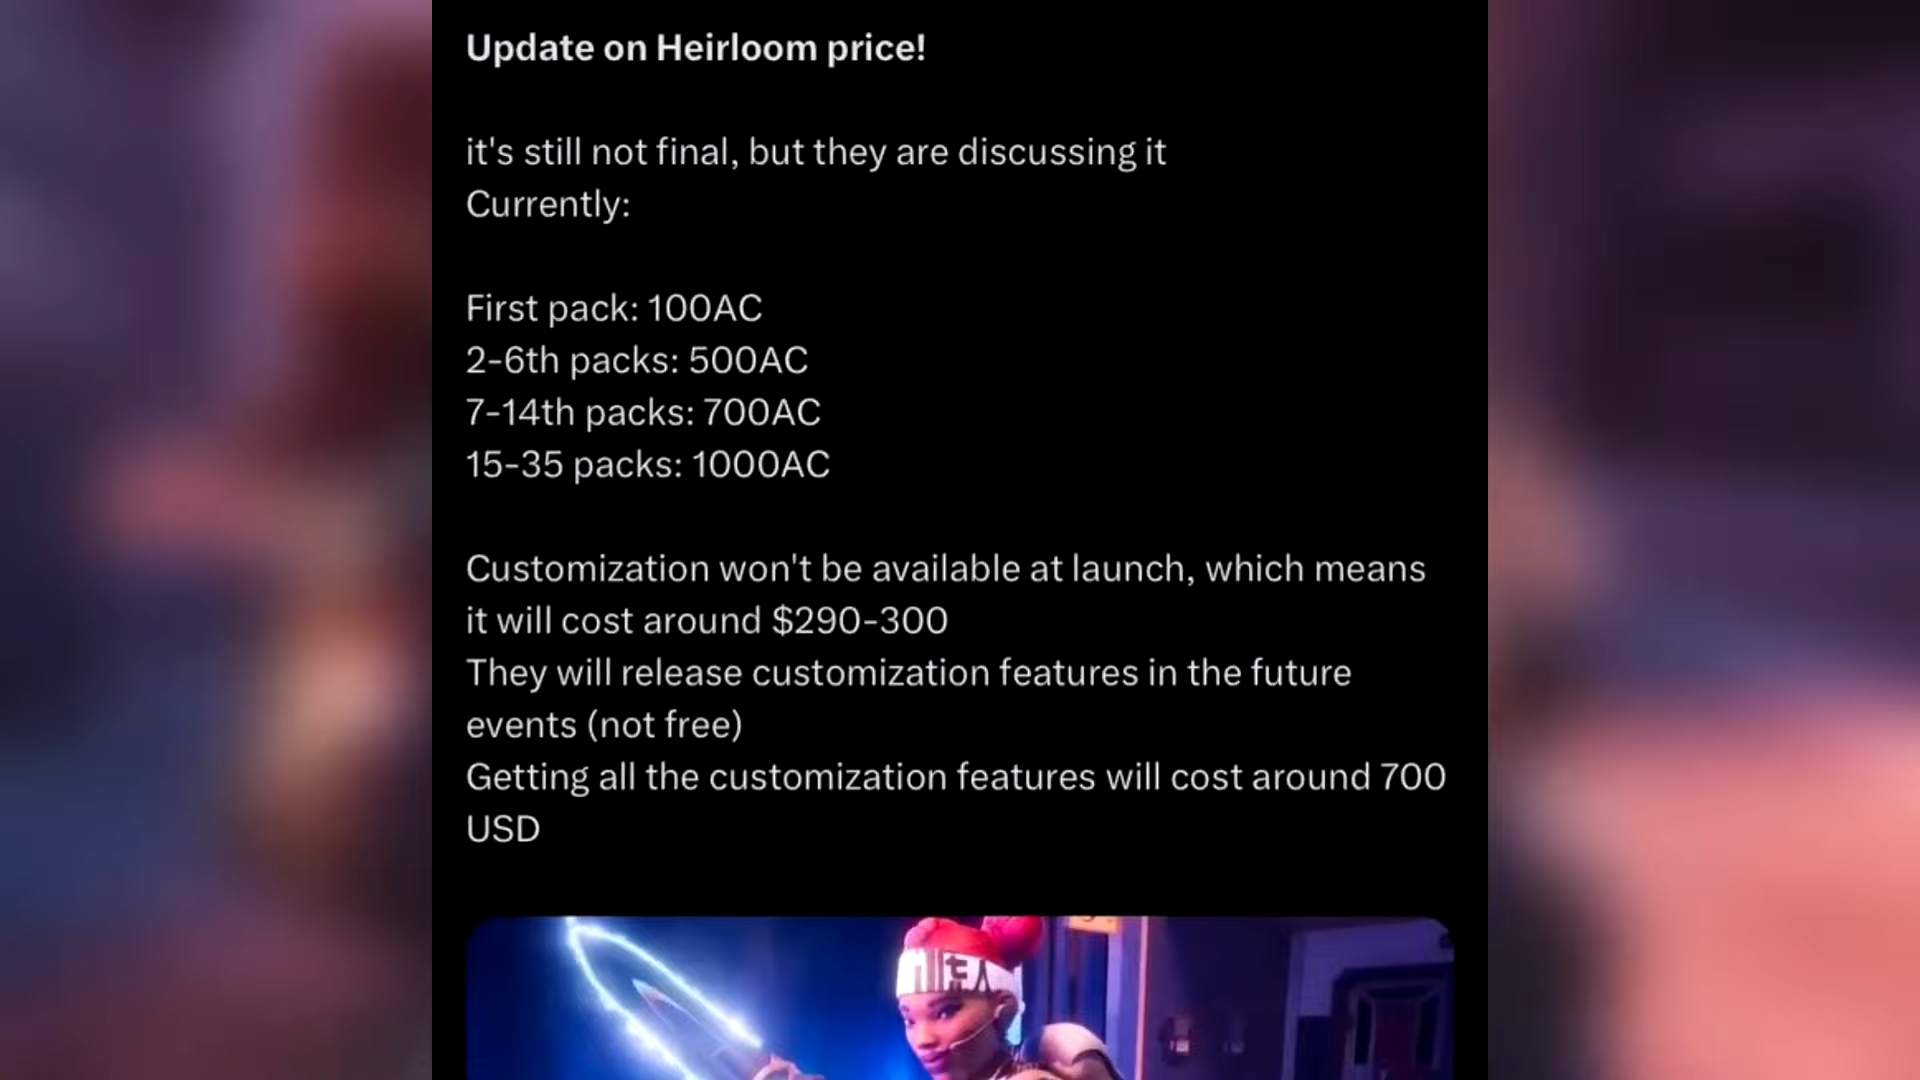 Update on Heirloom price!
it's still not final, but they are discussing it
Currently:
First pack: 100AC
2-6th packs: 500AC
7-14th packs: 700AC
15-35 packs: 1000AC
Customization won't be available at launch, which means
it will cost around $290-300
They will release customization features in the future
events (not free)
Getting all the customization features will cost around 700
USD